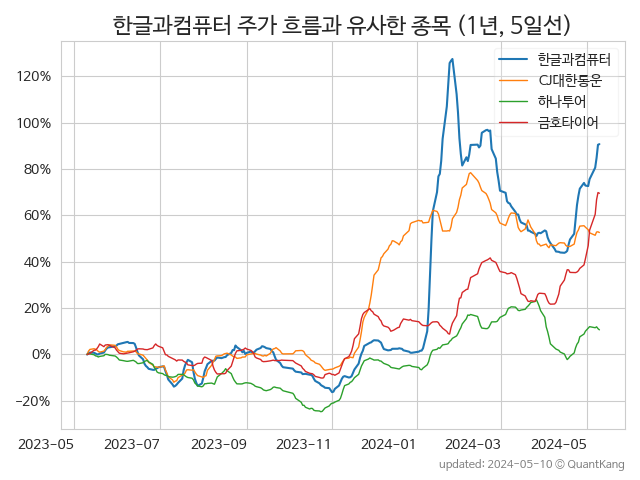 한글과컴퓨터 주가 흐름과 유사한 종목 (1년, 5일선)
한글과컴퓨터
CJ대한통운
하나투어
금호타이어
120%
100%
80%
60%
40%
20%
0%
−20%
2023-05
2023-07
2023-09
2023-11
2024-01
2024-03
2024-05
updated: 2024-05-10 © QuantKang